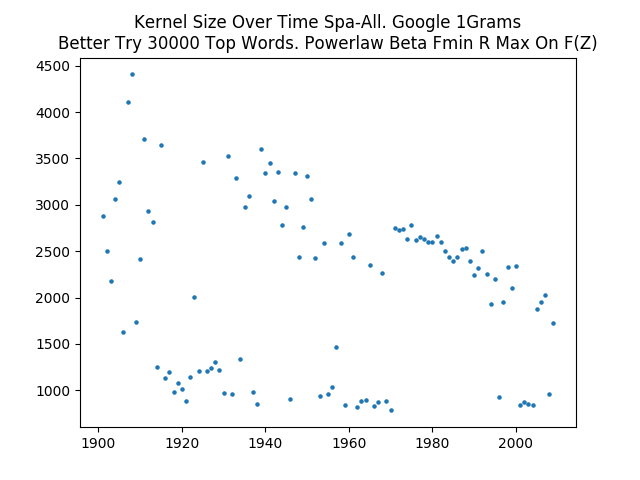 Kernel Size Over Time Spa-All. Google 1Grams
Better Try 30000 Top Words. Powerlaw Beta Fmin R Max On F(Z)
4500
4000
3500
3000
2500
2000
1500
1000
1900 1920 1940 1960 1980 2000